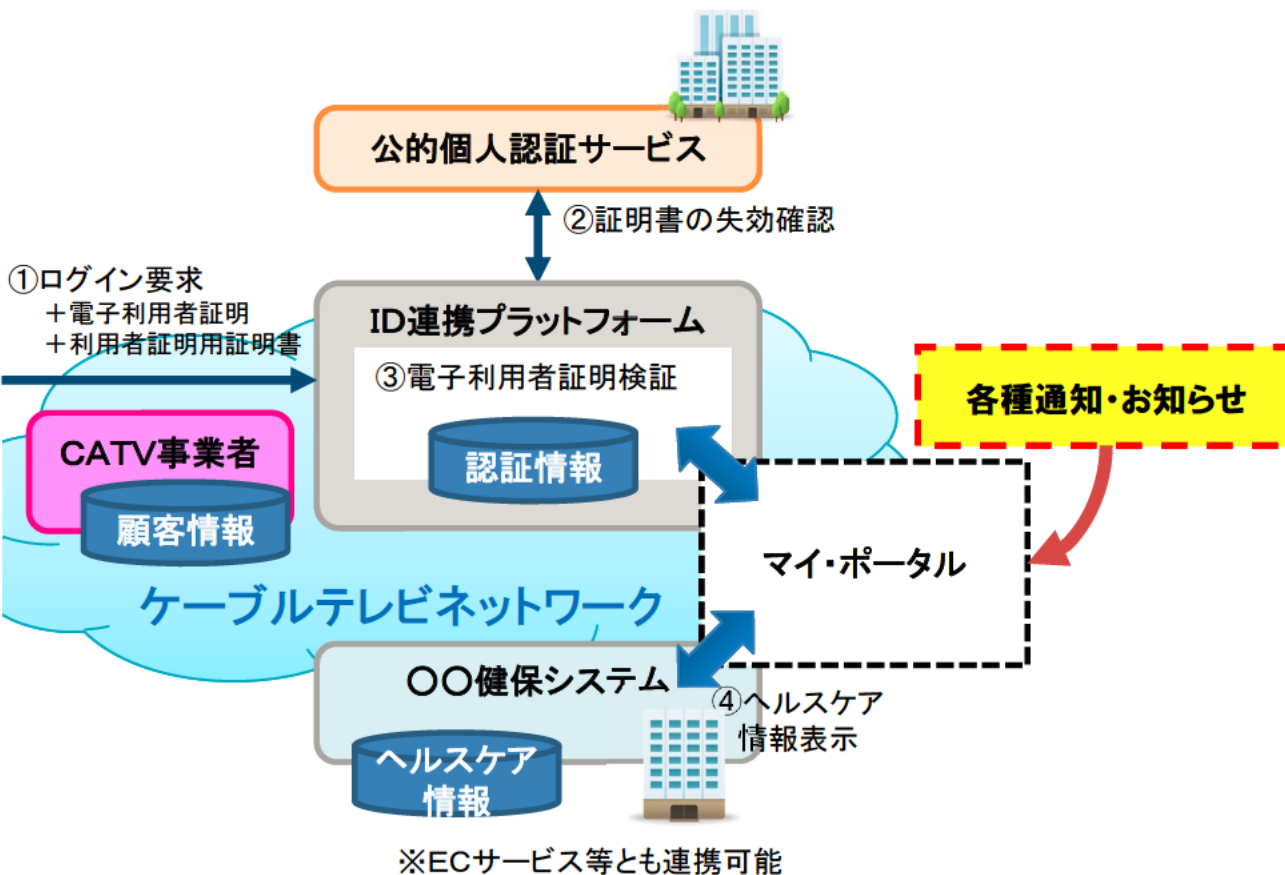 公的個人認証サービス
②証明書の失効確認
①ログイン要求
＋電子利用者証明
＋利用者証明用証明書
ID連携プラットフォーム
③電子利用者証明検証
認証情報
各種通知・お知らせ
CATV事業者
顧客情報
マイ・ポータル
ケーブルテレビネットワーク
〇〇健保システム
④ヘルスケア
情報表示
ヘルスケア
情報
※ECサービス等とも連携可能